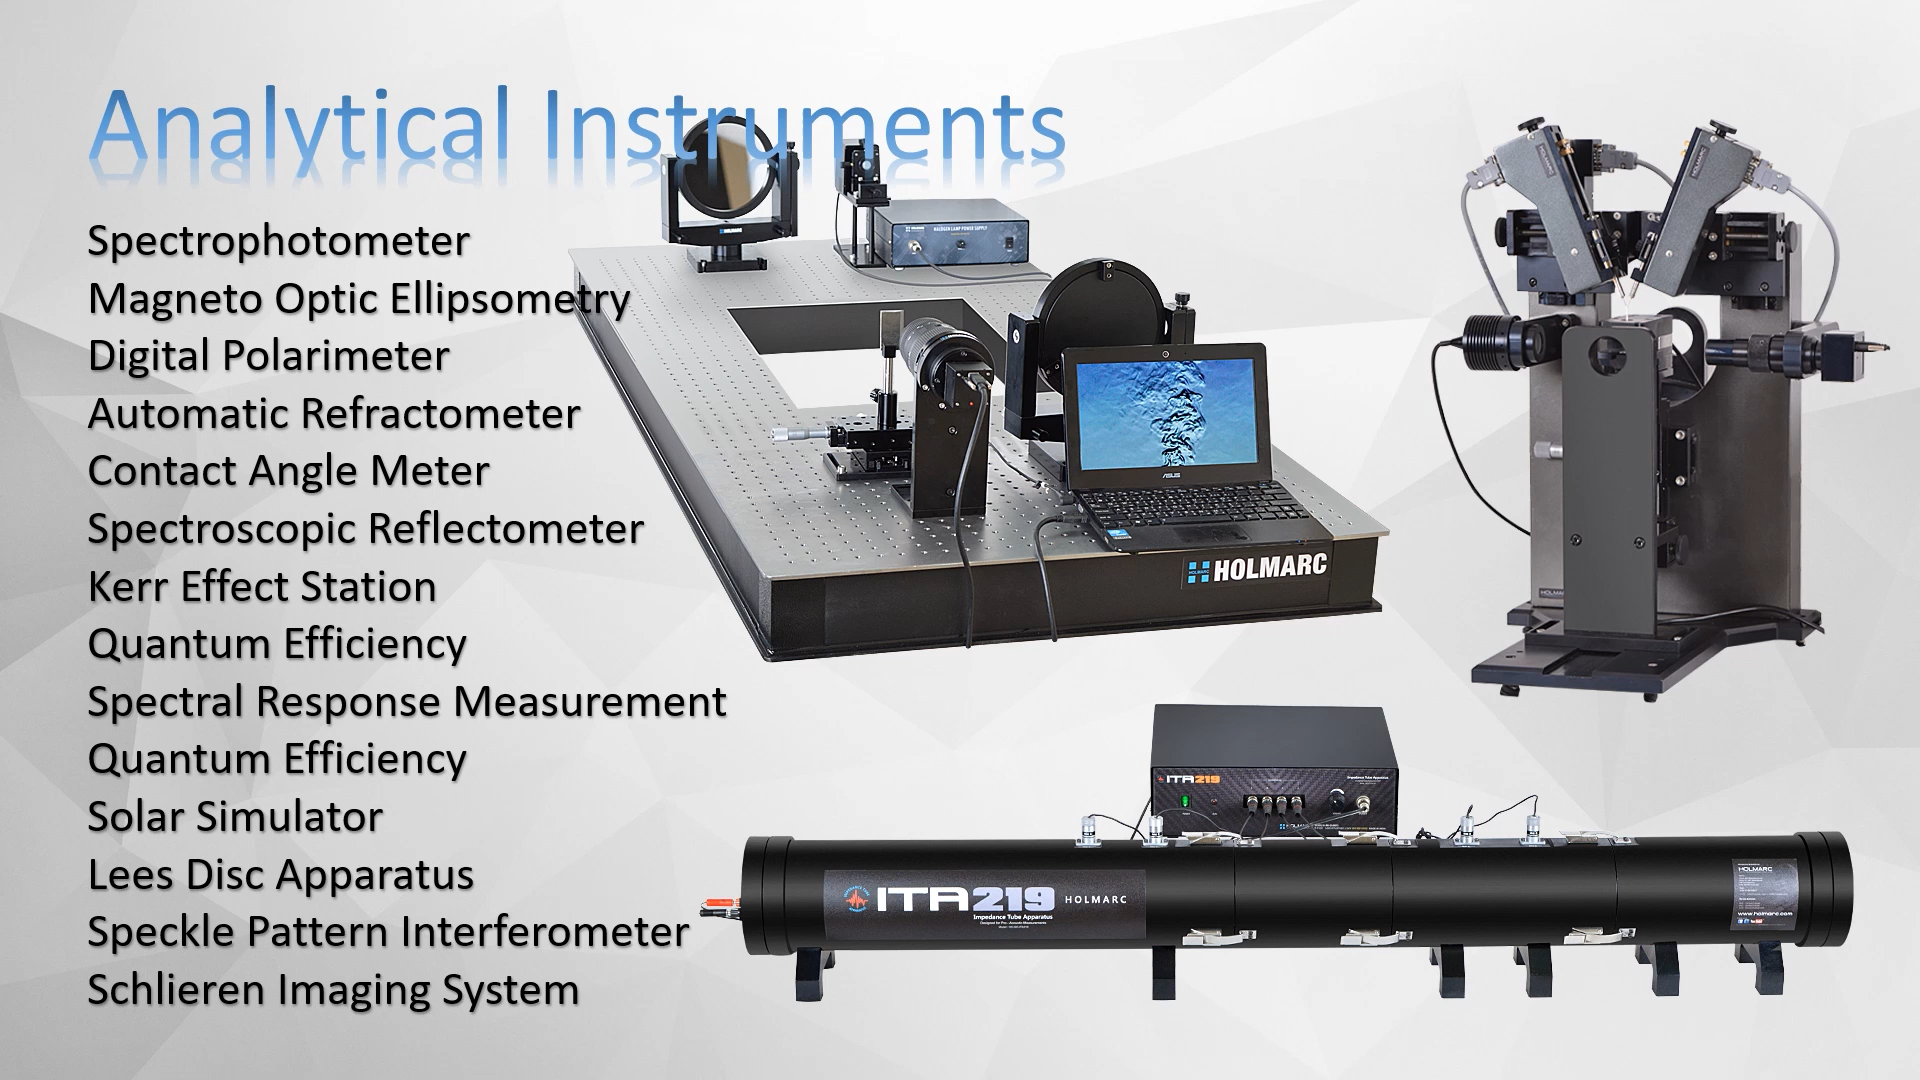 Analytical Instruments
Spectrophotometer
Magneto Optic Ellipsometry
Digital Polarimeter
Automatic Refractometer
Contact Angle Meter
Spectroscopic Reflectometer
Kerr Effect Station
Quantum Efficiency
Spectral Response Measurement
Quantum Efficiency
Solar Simulator
Lees Disc Apparatus
Speckle Pattern Interferometer
Schlieren Imaging System
HOLMARC
HALOGEN LAMP POWER SUPPLY
ASUS
HOLMARC
HOLMARC
HOLMARC
ITA219
Impedance Tube Apparatus
ITA219 HOLMARC
Impedance Tube Apparatus
HOLMARC
www.holmarc.com